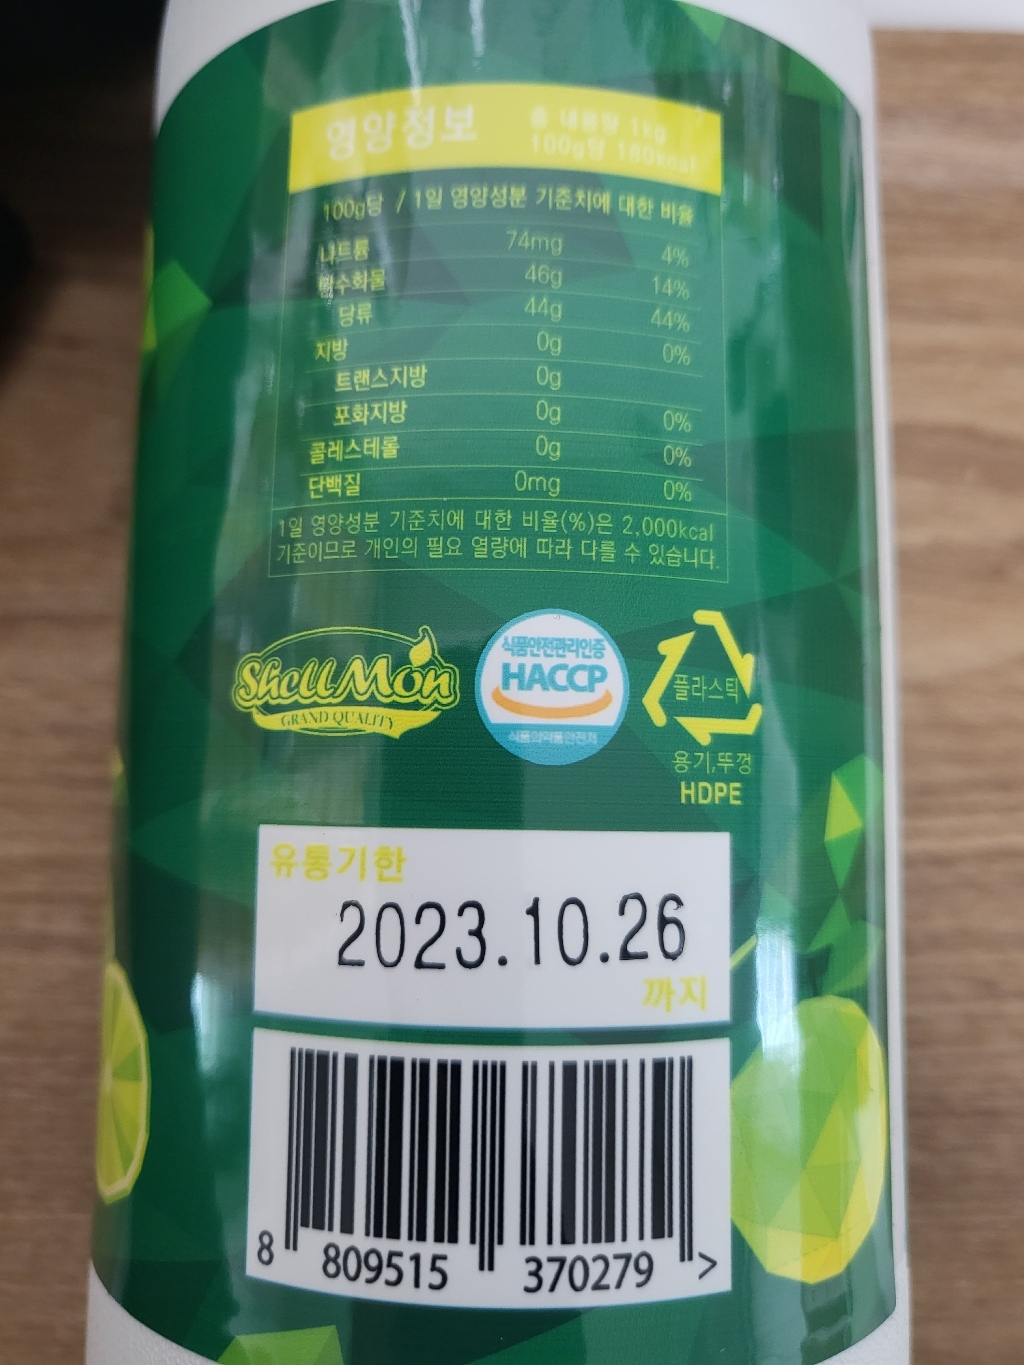 영양정보
총 내용량 1kg
100g당 180kcal
100g당 / 1일 영양성분 기준치에 대한 비율
나트륨 74mg 4%
탄수화물 46g 14%
당류 44g 44%
지방 0g 0%
트랜스지방 0g
포화지방 0g 0%
콜레스테롤 0g 0%
단백질 0mg 0%
1일 영양성분 기준치에 대한 비율(%)은 2,000kcal
기준이므로 개인의 필요 열량에 따라 다를 수 있습니다.
ShellMon
GRAND QUALITY
식품안전관리인증
HACCP
식품의약품안전처
플라스틱
용기,뚜껑
HDPE
유통기한
2023.10.26
까지
8 809515 370279 >